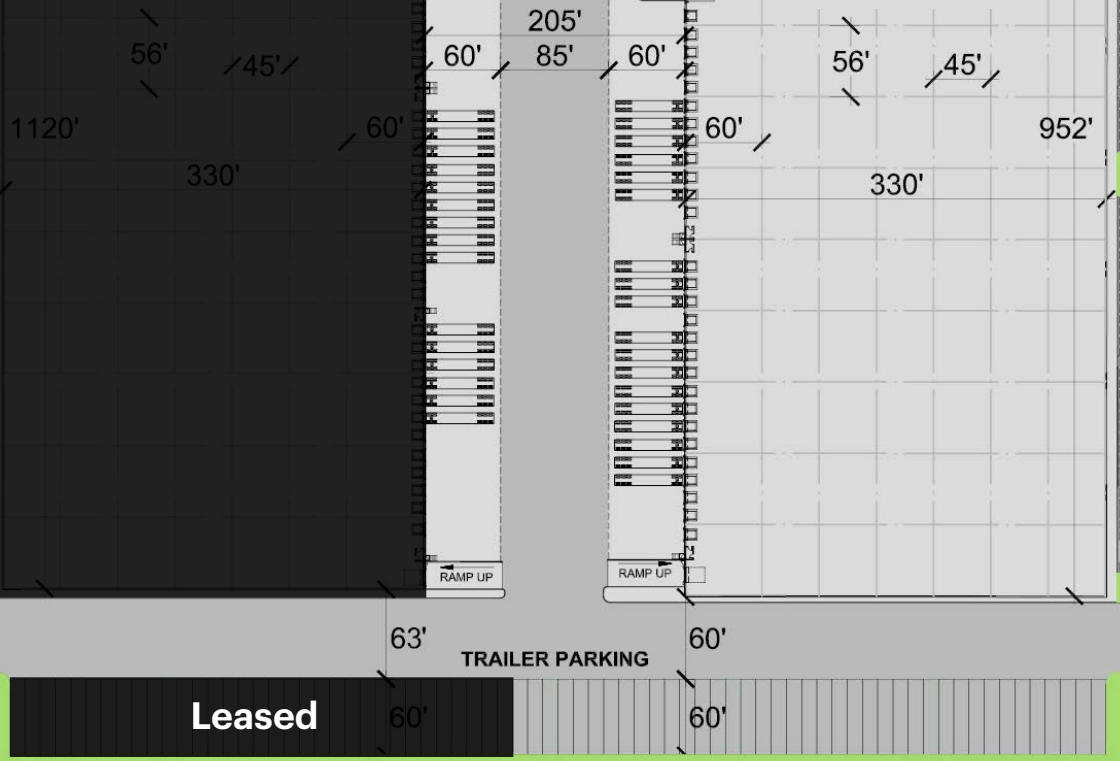 205'
60' 85' 60'
56' 45'
56' 45'
1120' 60'
60' 952'
330'
330'
RAMP UP
RAMP UP
63' 60'
TRAILER PARKING
Leased 60' 60'